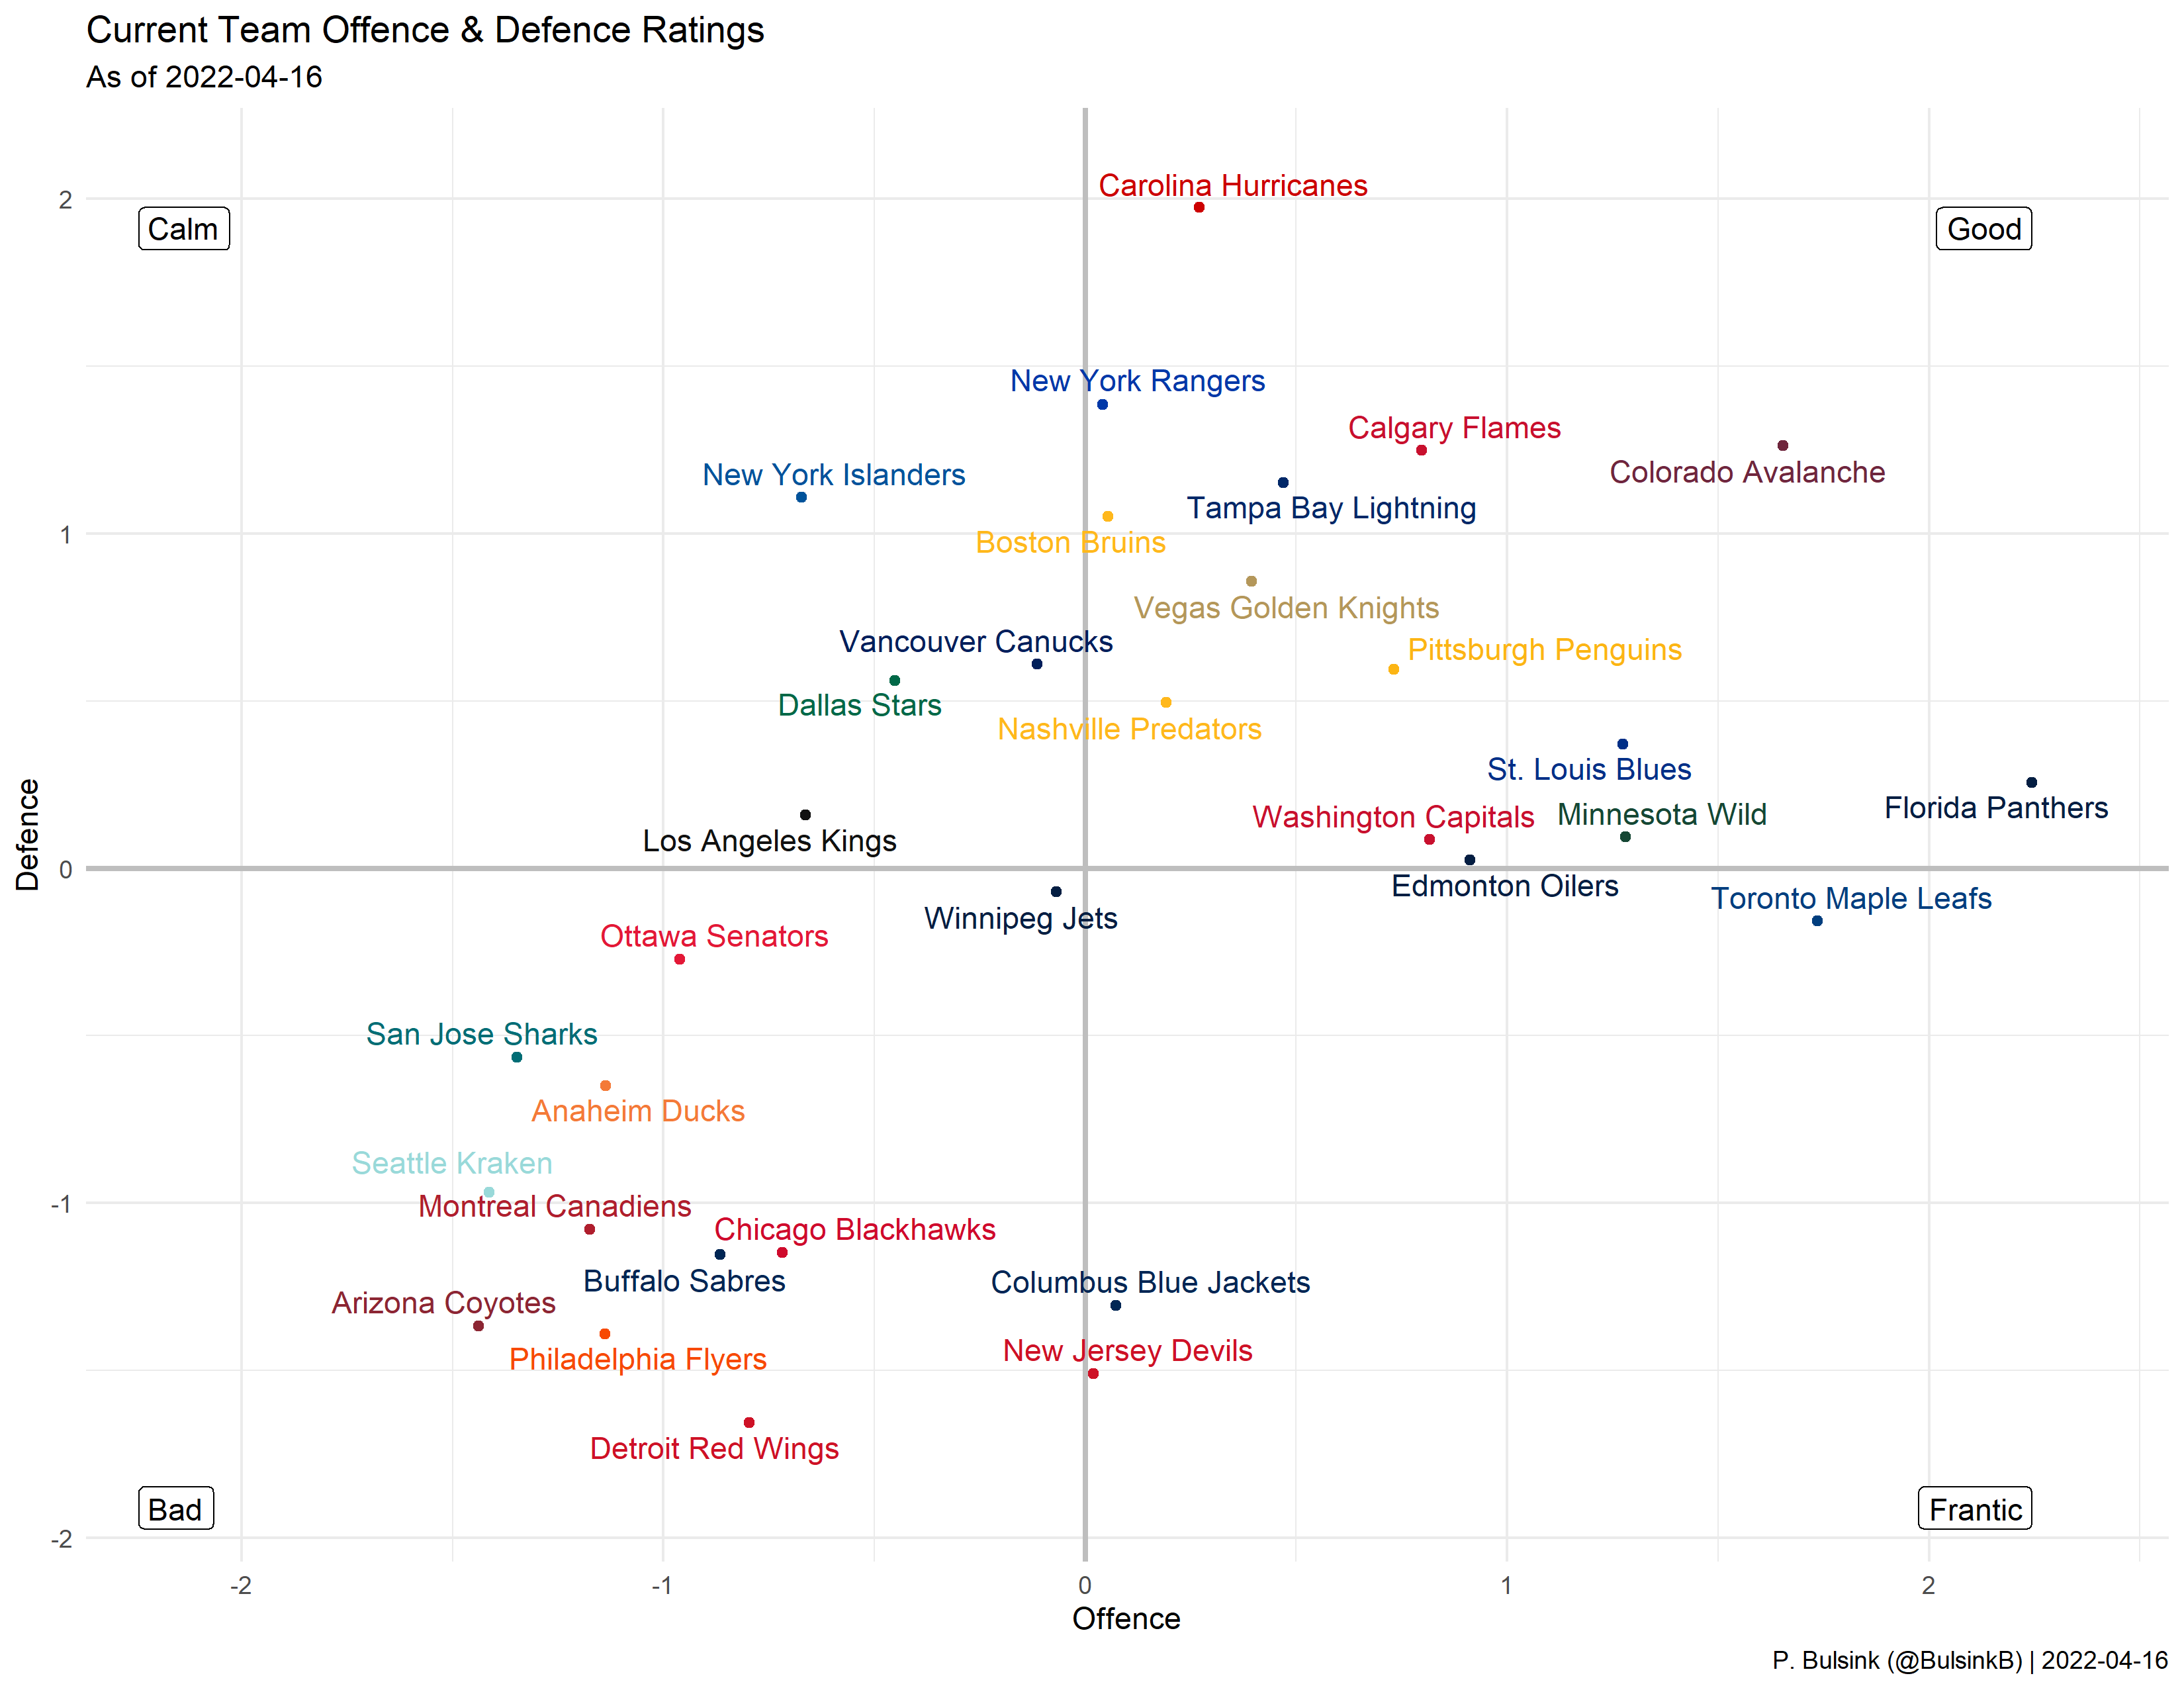 Current Team Offence & Defence Ratings
As of 2022-04-16
Carolina Hurricanes
2
Calm
Good
New York Rangers
Calgary Flames
Colorado Avalanche
New York Islanders
Tampa Bay Lightning
1
Boston Bruins
Vegas Golden Knights
Vancouver Canucks
Pittsburgh Penguins
Dallas Stars
Nashville Predators
St. Louis Blues
Florida Panthers
Washington Capitals
Minnesota Wild
Los Angeles Kings
Defence
0
Edmonton Oilers
Toronto Maple Leafs
Winnipeg Jets
Ottawa Senators
San Jose Sharks
Anaheim Ducks
Seattle Kraken
-1
Montreal Canadiens
Chicago Blackhawks
Buffalo Sabres
Columbus Blue Jackets
Arizona Coyotes
New Jersey Devils
Philadelphia Flyers
Detroit Red Wings
Bad
Frantic
-2
-2
-1
0
1
2
Offence
P. Bulsink (@BulsinkB) | 2022-04-16